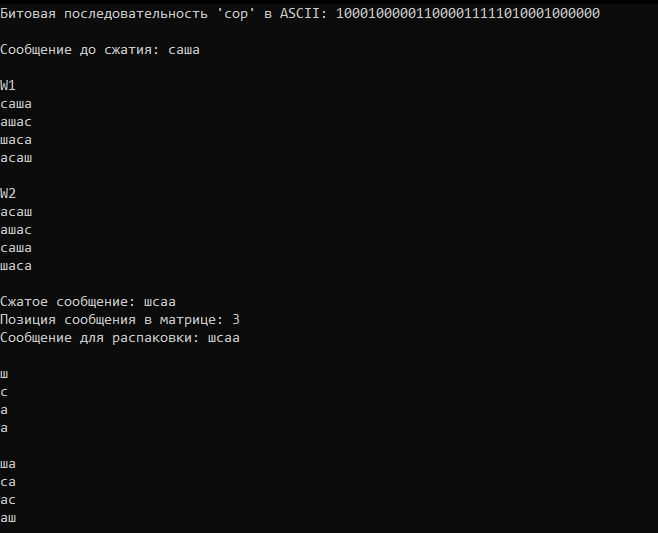 Битовая последовательность 'сор' в ASCII: 100010000011000011111010001000000
Сообщение до сжатия: саша
W1
саша
ашас
шаса
асаш
W2
асаш
ашас
саша
шаса
Сжатое сообщение: шсаа
Позиция сообщения в матрице: 3
Сообщение для распаковки: шсаа
ш
с
а
а
ша
са
ас
аш